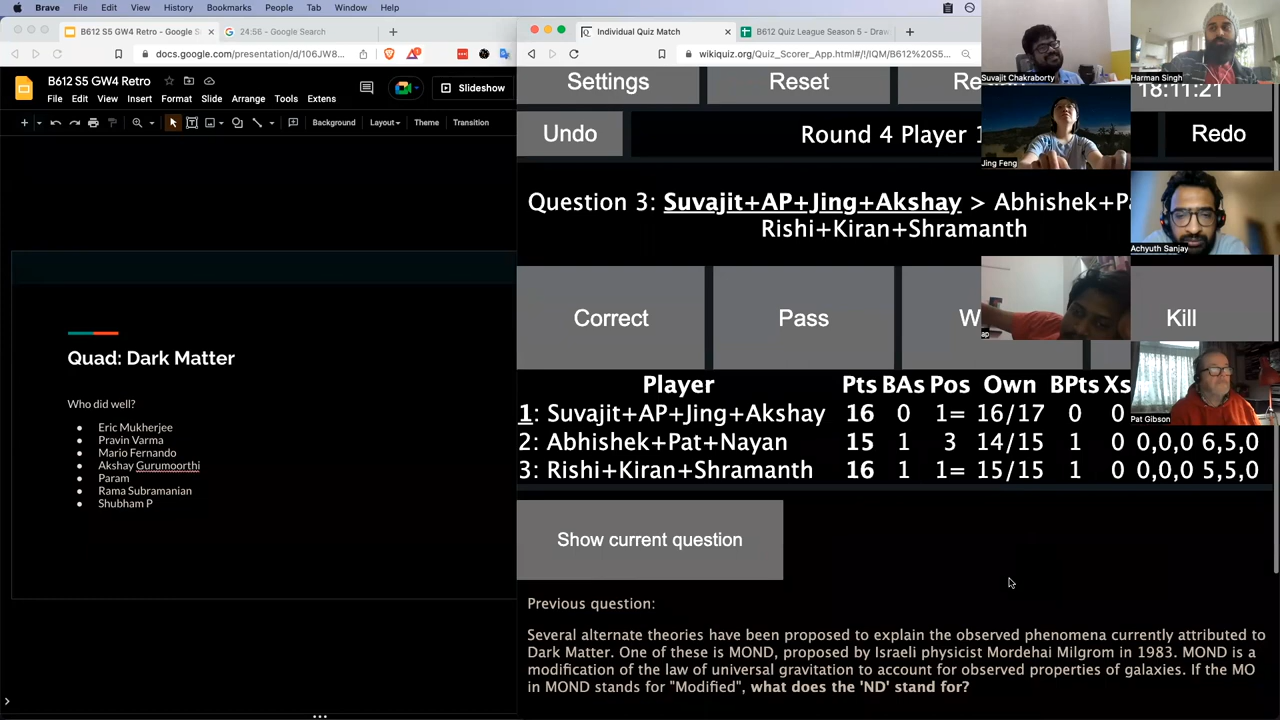 Brave File Edit View History Bookmarks People Tab Window Help
B612 S5 GW4 Retro - Google S
24:56 - Google Search
docs.google.com/presentation/d/106JW8...
B612 S5 GW4 Retro
File Edit View Insert Format Slide Arrange Tools Extens
Slideshow
Background Layout Theme Transition
Quad: Dark Matter
Who did well?
Eric Mukherjee
Pravin Varma
Mario Fernando
Akshay Gurumoorthi
Param
Rama Subramanian
Shubham P
Individual Quiz Match
B612 Quiz League Season 5 - Draw
wikiquiz.org/Quiz_Scorer_App.html#/!/IQM/B612%20S5...
Settings Reset Re
18:11:21
Undo Round 4 Player 1 Redo
Question 3: Suvajit+AP+Jing+Akshay > Abhishek+Pa
Rishi+Kiran+Shramanth
Correct Pass W Kill
Player Pts BAs Pos Own BPts Xs
1: Suvajit+AP+Jing+Akshay 16 0 1= 16/17 0 0
2: Abhishek+Pat+Nayan 15 1 3 14/15 1 0 0,0,0 6,5,0
3: Rishi+Kiran+Shramanth 16 1 1= 15/15 1 0 0,0,0 5,5,0
Show current question
Previous question:
Several alternate theories have been proposed to explain the observed phenomena currently attributed to
Dark Matter. One of these is MOND, proposed by Israeli physicist Mordehai Milgrom in 1983. MOND is a
modification of the law of universal gravitation to account for observed properties of galaxies. If the MO
in MOND stands for "Modified", what does the 'ND' stand for?
Suvajit Chakraborty
Harman Singh
Jing Feng
Achyuth Sanjay
ap
Pat Gibson